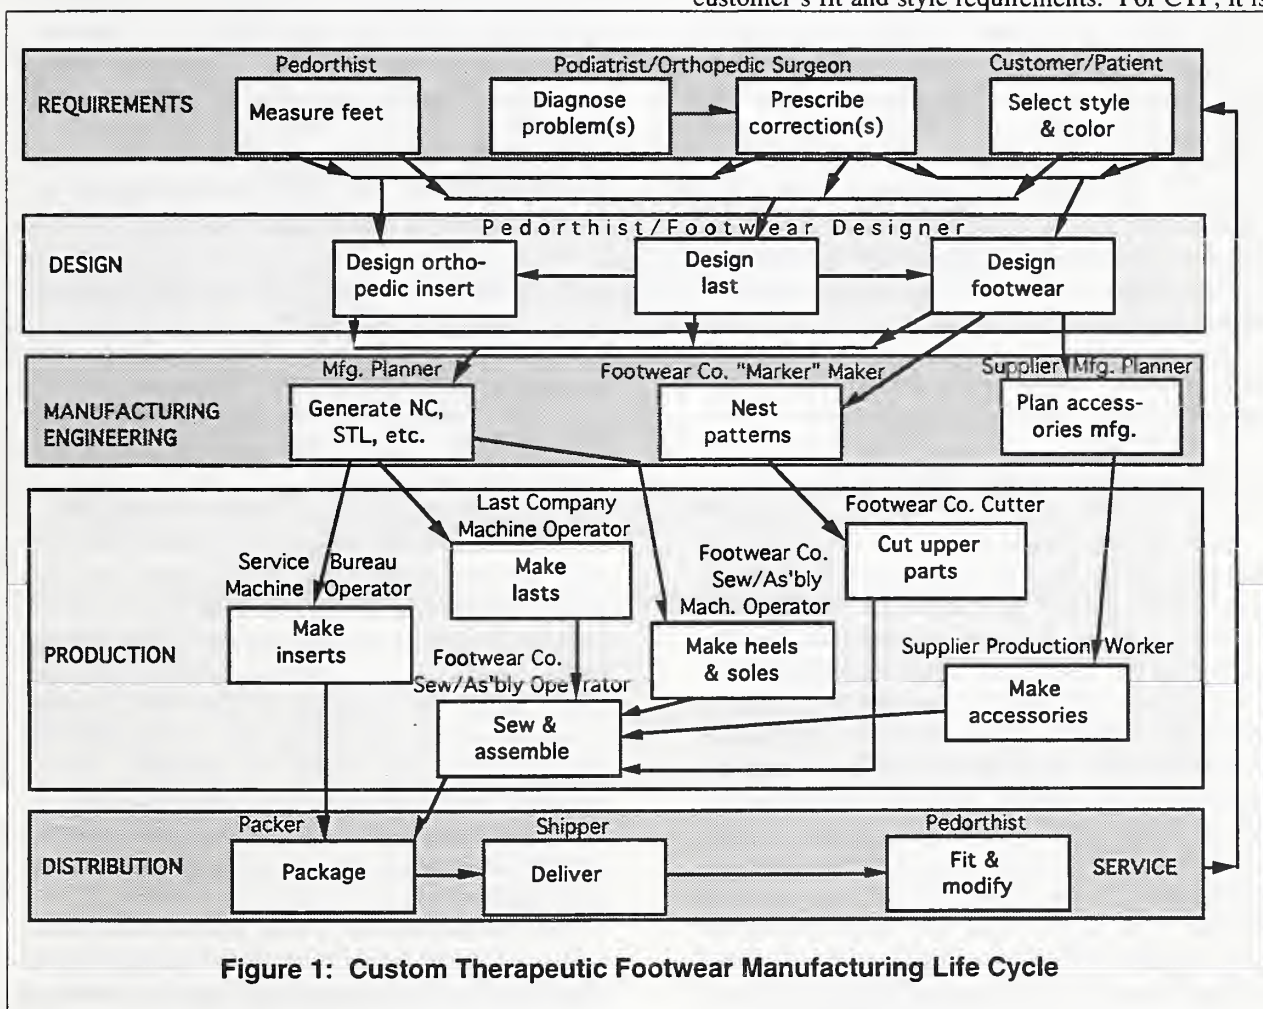 customer's fit and style requirements. For CTF, it is
Pedorthist
Podiatrist/Orthopedic Surgeon
Customer/Patient
REQUIREMENTS
Measure feet
Diagnose
problem(s)
Prescribe
correction(s)
Select style
& color
Pedorthist/Footwear Designer
DESIGN
Design ortho-
pedic insert
Design
last
Design
footwear
Mfg. Planner
Footwear Co. "Marker" Maker
Supplier Mfg. Planner
MANUFACTURING
ENGINEERING
Generate NC,
STL, etc.
Nest
patterns
Plan access-
ories mfg.
Last Company
Machine Operator
Footwear Co. Cutter
Make
lasts
Cut upper
parts
Service Bureau
Machine Operator
Footwear Co.
Sew/As'bly
Mach. Operator
PRODUCTION
Make
inserts
Make heels
& soles
Supplier Production Worker
Footwear Co.
Sew/As'bly Operator
Make
accessories
Sew &
assemble
Packer
Shipper
Pedorthist
DISTRIBUTION
Package
Deliver
Fit &
modify
SERVICE
Figure 1: Custom Therapeutic Footwear Manufacturing Life Cycle